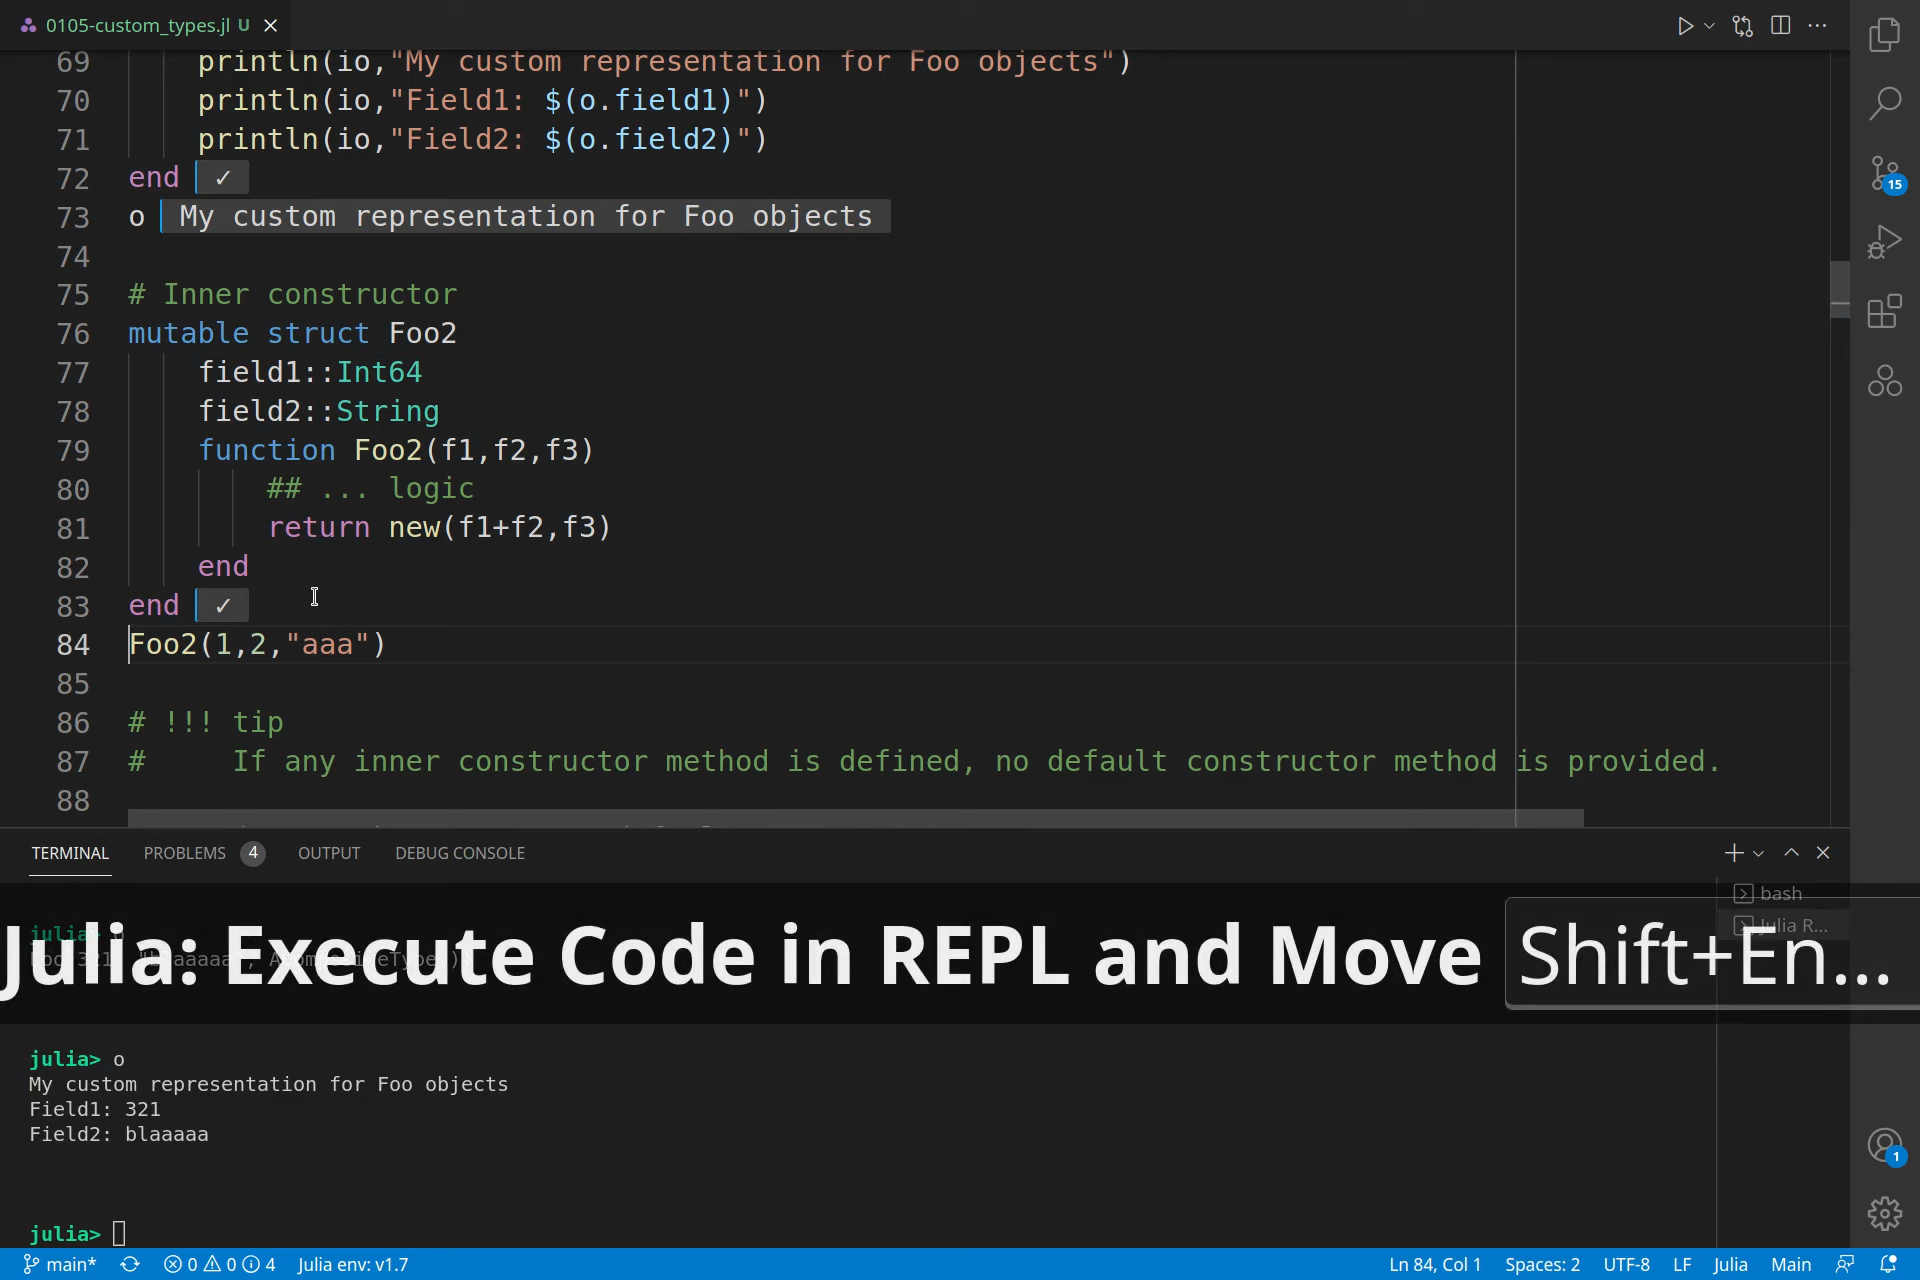 0105-custom_types.jl U
69 println(io,"My custom representation for Foo objects")
70 println(io,"Field1: $(o.field1)")
71 println(io,"Field2: $(o.field2)")
72 end ✓
73 o My custom representation for Foo objects
74
75 # Inner constructor
76 mutable struct Foo2
77 field1::Int64
78 field2::String
79 function Foo2(f1,f2,f3)
80 ## ... logic
81 return new(f1+f2,f3)
82 end
83 end ✓
84 Foo2(1,2,"aaa")
85
86 # !!! tip
87 # If any inner constructor method is defined, no default constructor method is provided.
88
15
TERMINAL PROBLEMS 4 OUTPUT DEBUG CONSOLE
bash
Julia R...
julia> o
Julia: Execute Code in REPL and Move Shift+En...
julia> o
My custom representation for Foo objects
Field1: 321
Field2: blaaaaa
julia>
1
main* 0 0 4 Julia env: v1.7 Ln 84, Col 1 Spaces: 2 UTF-8 LF Julia Main